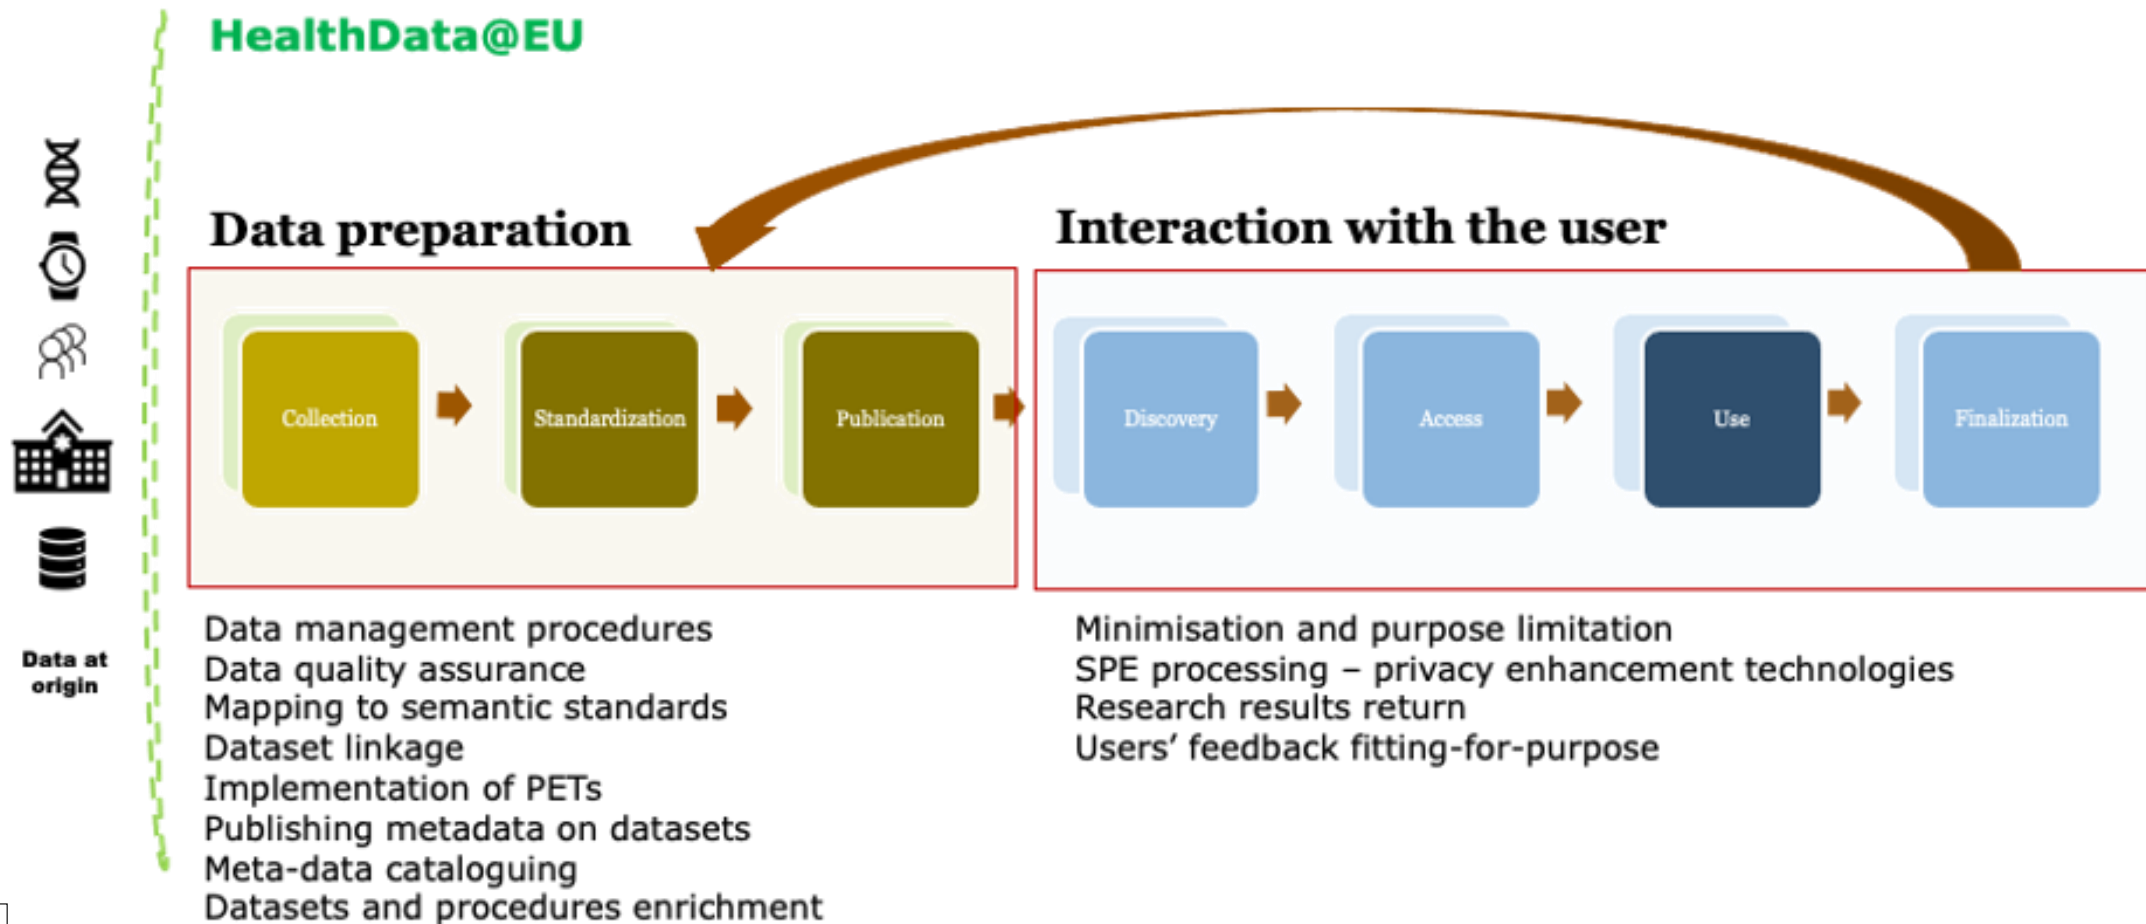 HealthData@EU
Data preparation
Interaction with the user
Collection
Standardization
Publication
Discovery
Access
Use
Finalization
Data at
origin
Data management procedures
Data quality assurance
Mapping to semantic standards
Dataset linkage
Implementation of PETs
Publishing metadata on datasets
Meta-data cataloguing
Datasets and procedures enrichment
Minimisation and purpose limitation
SPE processing – privacy enhancement technologies
Research results return
Users’ feedback fitting-for-purpose